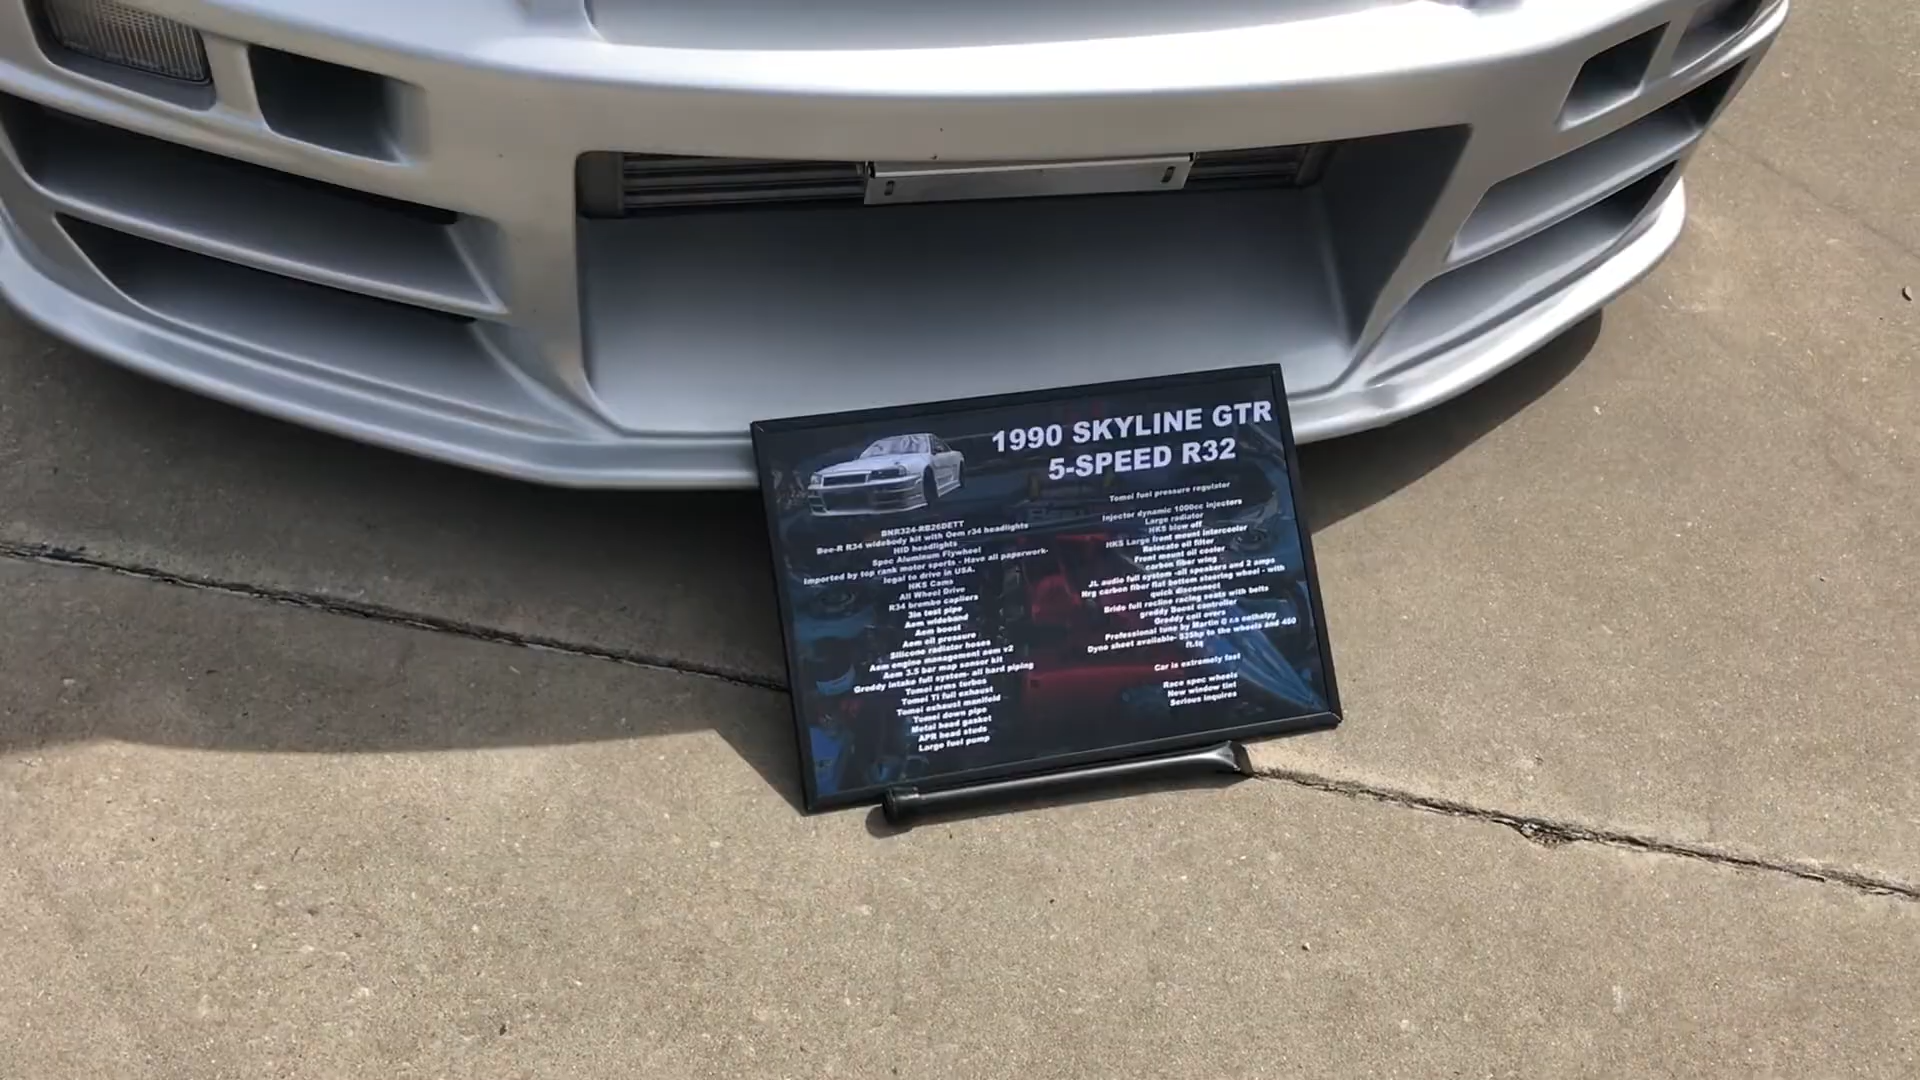 1990 SKYLINE GTR
5-SPEED R32
BNR324-RB26DETT
Bee-R R34 widebody kit with Oem r34 headlights
HID headlights
Spec Aluminum Flywheel
Imported by top rank motor sports - Have all paperwork-
legal to drive in USA.
HKS Cams
All Wheel Drive
R34 brembo capliers
3in test pipe
Aem wideband
Aem boost
Aem oil pressure
Silicone radiator hoses
Aem engine management aem v2
Aem 3.5 bar map sensor kit
Greddy intake full system- all hard piping
Tomei arms turbos
Tomei Ti full exhaust
Tomei exhaust manifold
Tomei down pipe
Metal head gasket
APR head studs
Large fuel pump
Tomei fuel pressure regulator
Injector dynamic 1000cc injectors
Large radiator
HKS blow off
HKS Large front mount intercooler
Relocate oil filter
Front mount oil cooler
carbon fiber wing
JL audio full system -all speakers and 2 amps
Nrg carbon fiber flat bottom steering wheel - with
quick disconnect
Bride full recline racing seats with belts
greddy Boost controller
Greddy coil overs
Professional tune by Martin @ r.s enthalpy
Dyno sheet available- 525hp to the wheels and 450
ft.tq
Car is extremely fast
Race spec wheels
New window tint
Serious inquires